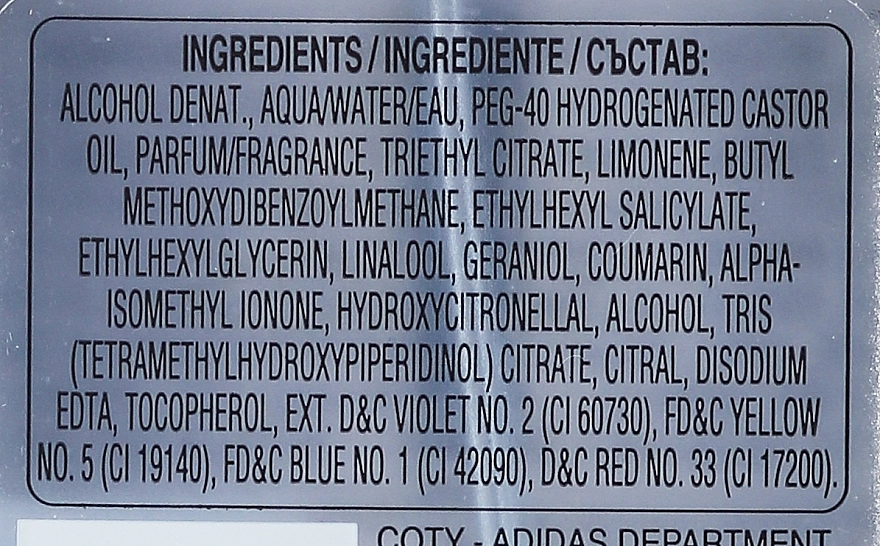 INGREDIENTS / INGREDIENTE / СЪСТАВ:
ALCOHOL DENAT., AQUA/WATER/EAU, PEG-40 HYDROGENATED CASTOR
OIL, PARFUM/FRAGRANCE, TRIETHYL CITRATE, LIMONENE, BUTYL
METHOXYDIBENZOYLMETHANE, ETHYLHEXYL SALICYLATE,
ETHYLHEXYLGLYCERIN, LINALOOL, GERANIOL, COUMARIN, ALPHA-
ISOMETHYL IONONE, HYDROXYCITRONELLAL, ALCOHOL, TRIS
(TETRAMETHYLHYDROXYPIPERIDINOL) CITRATE, CITRAL, DISODIUM
EDTA, TOCOPHEROL, EXT. D&C VIOLET NO. 2 (CI 60730), FD&C YELLOW
NO. 5 (CI 19140), FD&C BLUE NO. 1 (CI 42090), D&C RED NO. 33 (CI 17200).
COTY - ADIDAS DEPARTMENT